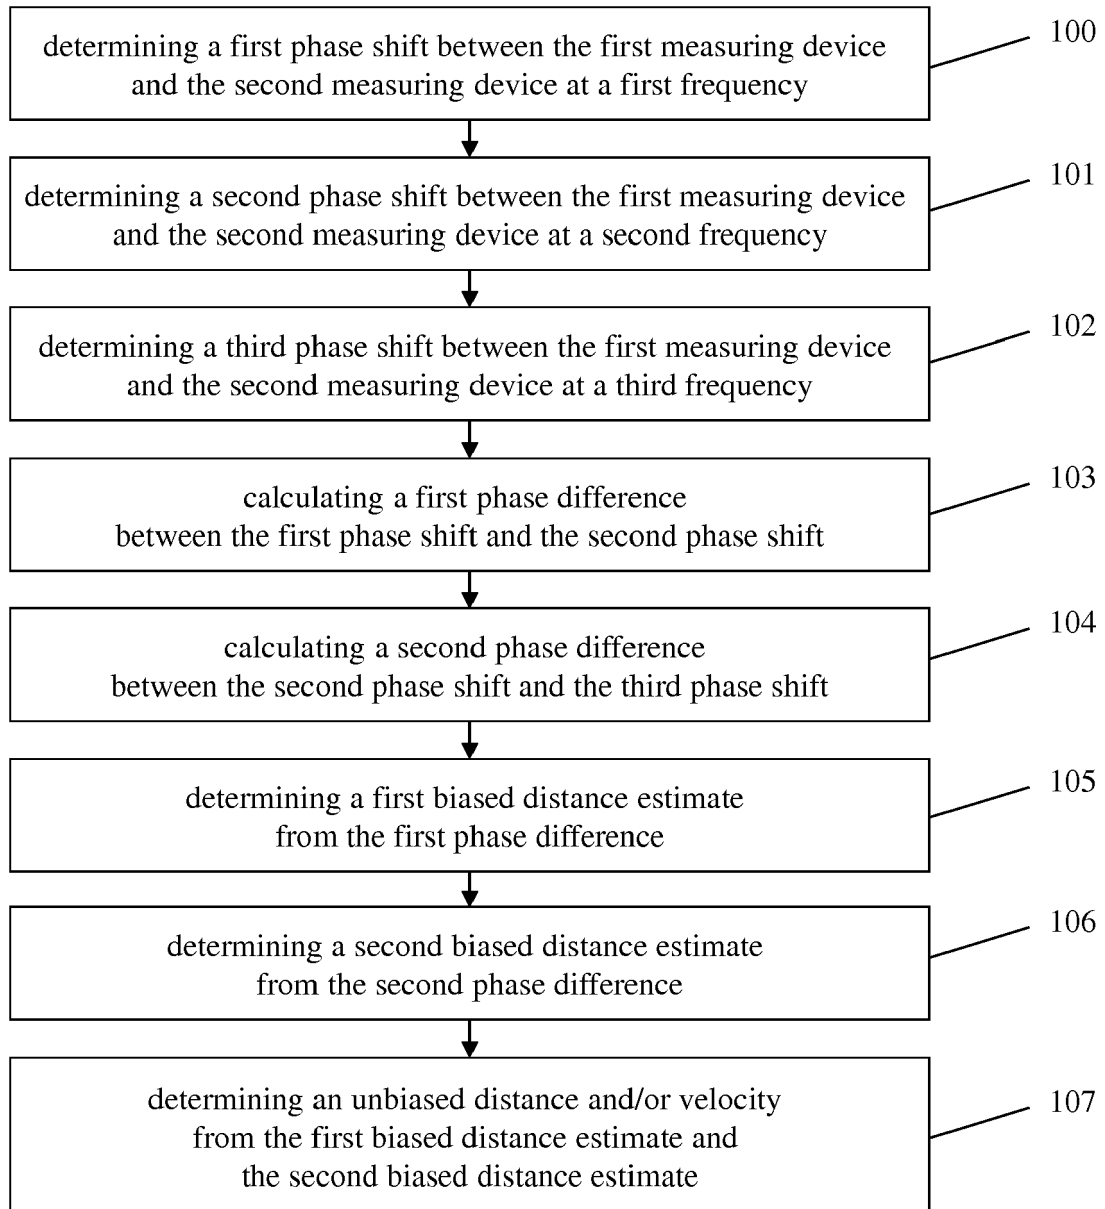 determining a first phase shift between the first measuring device
and the second measuring device at a first frequency
100
determining a second phase shift between the first measuring device
and the second measuring device at a second frequency
101
determining a third phase shift between the first measuring device
and the second measuring device at a third frequency
102
calculating a first phase difference
between the first phase shift and the second phase shift
103
calculating a second phase difference
between the second phase shift and the third phase shift
104
determining a first biased distance estimate
from the first phase difference
105
determining a second biased distance estimate
from the second phase difference
106
determining an unbiased distance and/or velocity
from the first biased distance estimate and
the second biased distance estimate
107